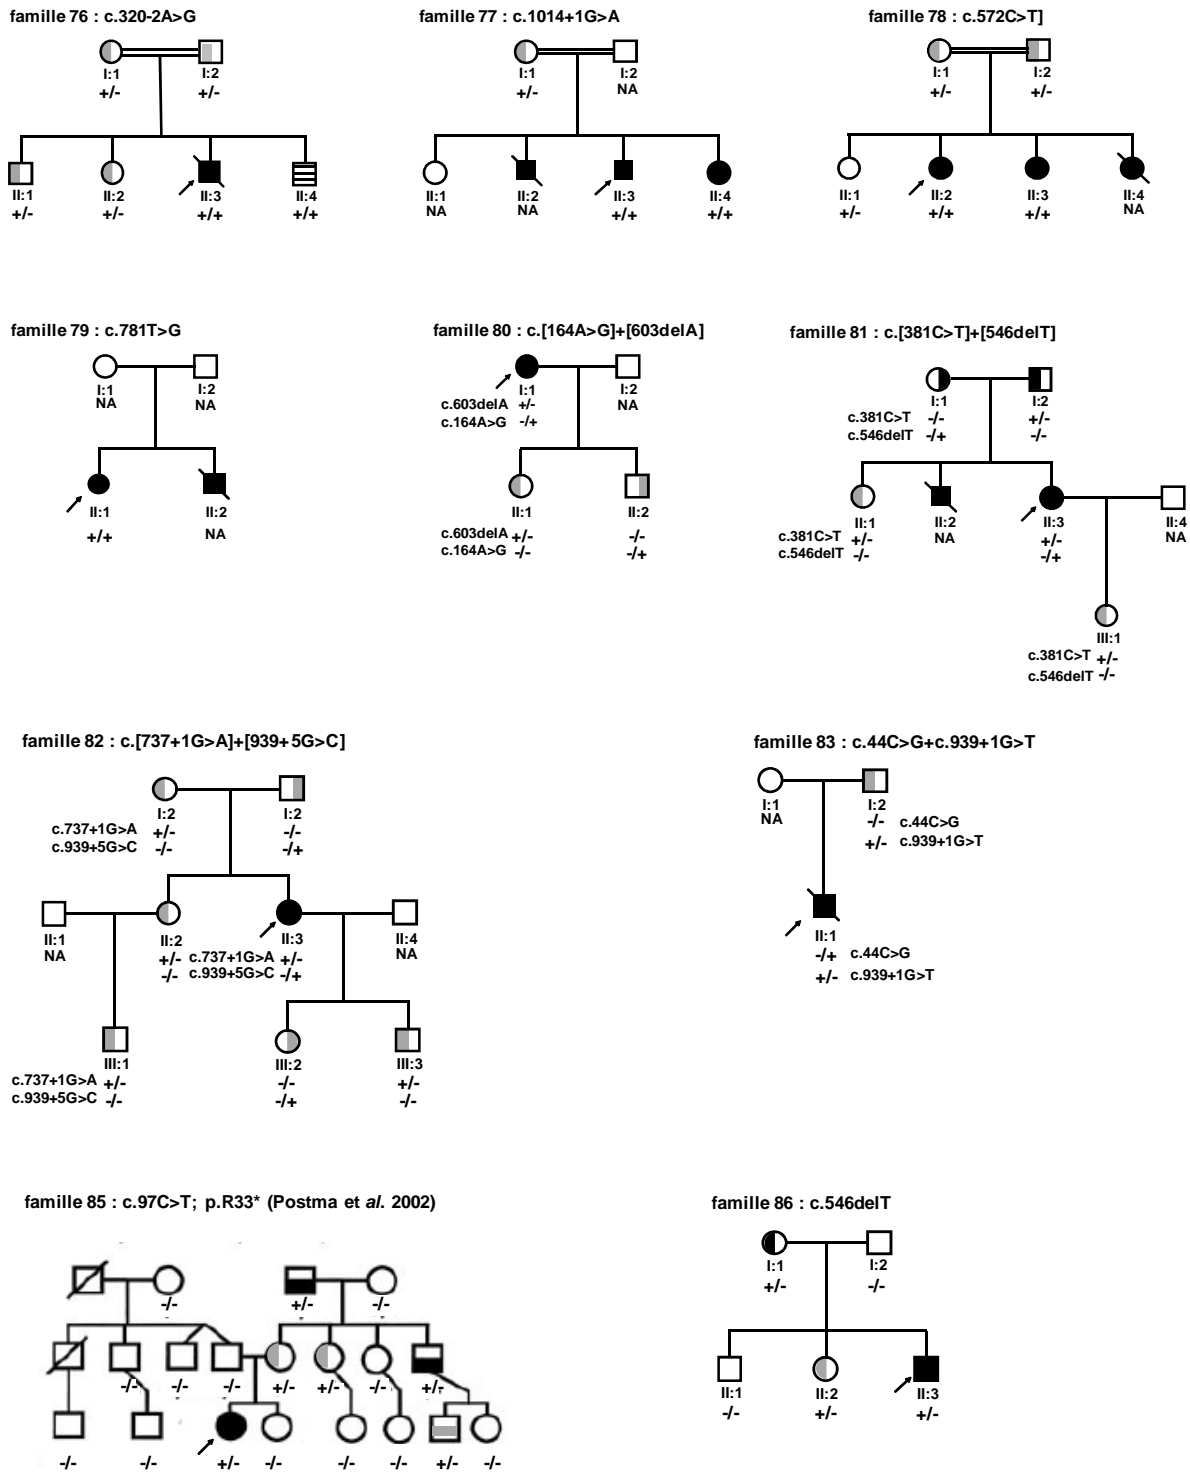 famille 76 : c.320-2A>G
famille 77 : c.1014+1G>A
famille 78 : c.572C>T]
I:1 I:2
+/- +/-
II:1 II:2 II:3 II:4
+/- +/- +/+ +/+
I:1 I:2
+/- NA
II:1 II:2 II:3 II:4
NA NA +/+ +/+
I:1 I:2
+/- +/-
II:1 II:2 II:3 II:4
+/- +/+ +/+ NA
famille 79 : c.781T>G
famille 80 : c.[164A>G]+[603delA]
famille 81 : c.[381C>T]+[546delT]
I:1 I:2
NA NA
II:1 II:2
+/+ NA
I:1 I:2
c.603delA +/- NA
c.164A>G -/+
II:1 II:2
c.603delA +/- -/-
c.164A>G -/- -/+
I:1 I:2
c.381C>T -/- +/-
c.546delT -/+ -/-
II:1 II:2 II:3 II:4
c.381C>T +/- NA +/- NA
c.546delT -/- -/+
III:1
c.381C>T +/-
c.546delT -/-
famille 82 : c.[737+1G>A]+[939+5G>C]
famille 83 : c.44C>G+c.939+1G>T
I:2 I:2
c.737+1G>A +/- -/-
c.939+5G>C -/- -/+
II:1 II:2 II:3 II:4
NA +/- c.737+1G>A +/- NA
-/- c.939+5G>C -/+
III:1 III:2 III:3
c.737+1G>A +/- -/- +/-
c.939+5G>C -/- -/+ -/-
I:1 I:2
NA -/- c.44C>G
+/- c.939+1G>T
II:1
-/+ c.44C>G
+/- c.939+1G>T
famille 85 : c.97C>T; p.R33* (Postma et al. 2002)
famille 86 : c.546delT
-/- +/- -/-
-/- -/- -/- +/- +/- -/- +/-
-/- -/- +/- -/- -/- -/- +/- -/-
I:1 I:2
+/- -/-
II:1 II:2 II:3
-/- +/- +/-